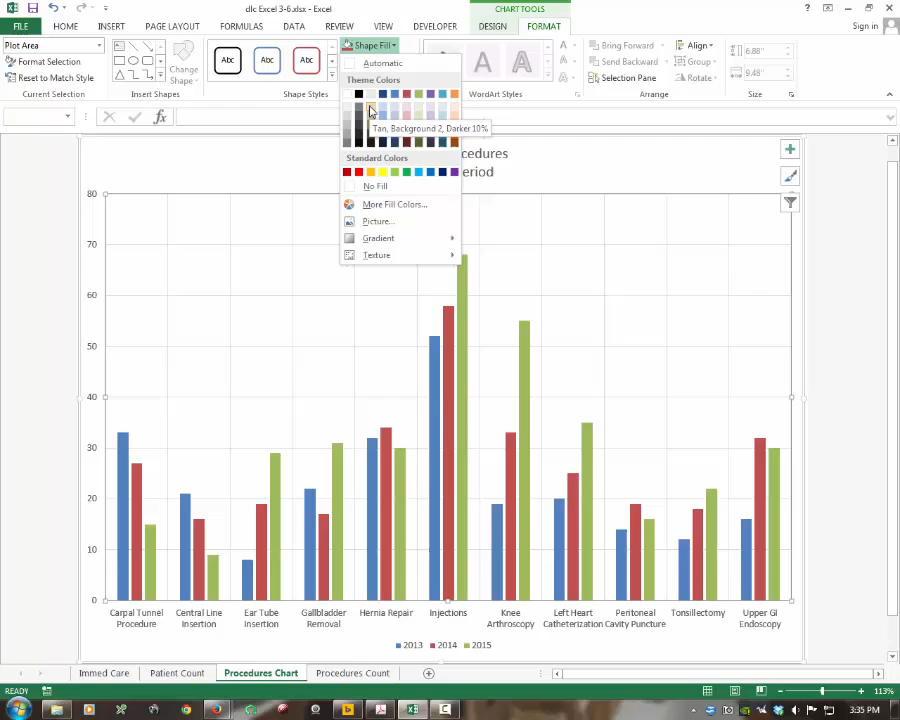 dlc Excel 3-6.xlsx - Excel
CHART TOOLS
FILE
HOME
INSERT
PAGE LAYOUT
FORMULAS
DATA
REVIEW
VIEW
DEVELOPER
DESIGN
FORMAT
Sign in
Plot Area
Format Selection
Reset to Match Style
Current Selection
Change
Shape
Insert Shapes
Abc
Abc
Abc
Shape Styles
Shape Fill
WordArt Styles
Bring Forward
Send Backward
Selection Pane
Align
Group
Rotate
Arrange
6.88"
9.48"
Size
Automatic
Theme Colors
Tan, Background 2, Darker 10%
Standard Colors
No Fill
More Fill Colors...
Picture...
Gradient
Texture
cedures
eriod
80
70
60
50
40
30
20
10
0
Carpal Tunnel Procedure
Central Line Insertion
Ear Tube Insertion
Gallbladder Removal
Hernia Repair
Injections
Knee Arthroscopy
Left Heart Catheterization
Peritoneal Cavity Puncture
Tonsillectomy
Upper GI Endoscopy
2013
2014
2015
Immed Care
Patient Count
Procedures Chart
Procedures Count
READY
113%
3:35 PM